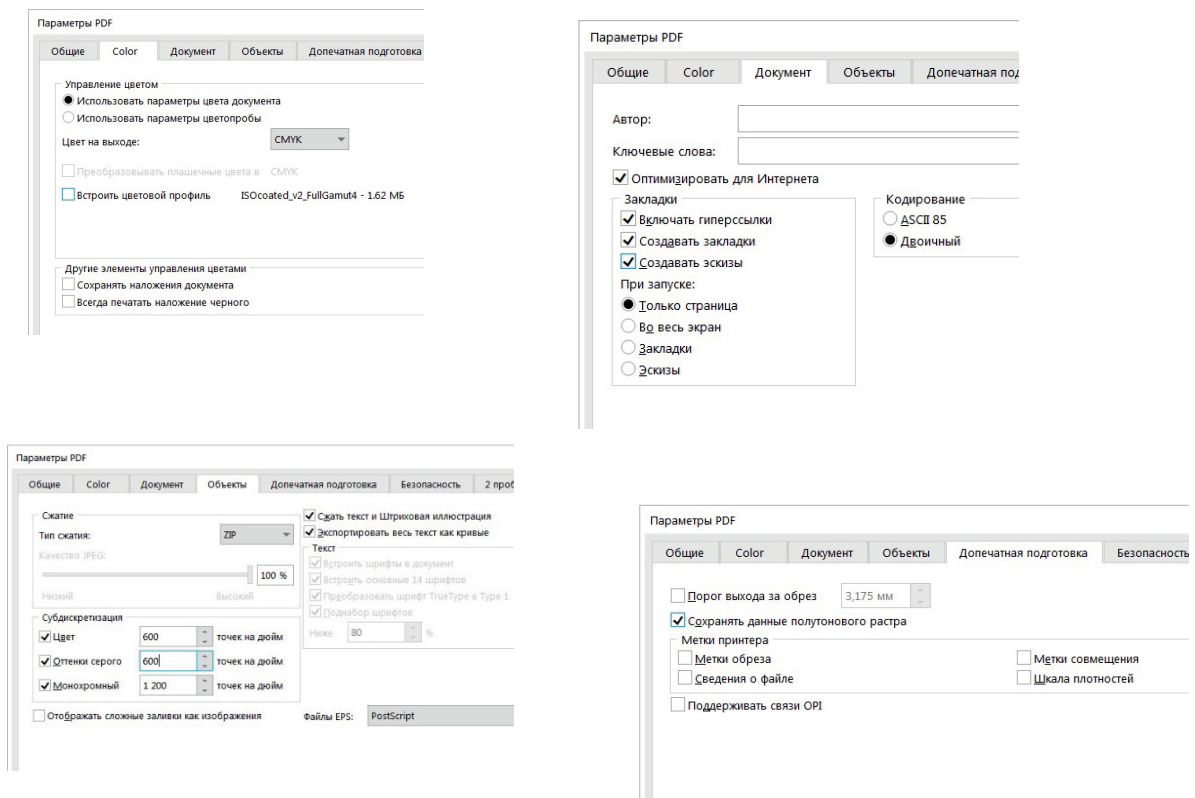 Параметры PDF
Общие Color Документ Объекты Допечатная подготовка
Управление цветом
Использовать параметры цвета документа
Использовать параметры цветопробы
Цвет на выходе: CMYK
Преобразовывать плашечные цвета в CMYK
Встроить цветовой профиль ISOcoated_v2_FullGamut4 - 1.62 МБ
Другие элементы управления цветами
Сохранять наложения документа
Всегда печатать наложение черного
Параметры PDF
Общие Color Документ Объекты Допечатная под
Автор:
Ключевые слова:
Оптимизировать для Интернета
Закладки
Включать гиперссылки
Создавать закладки
Создавать эскизы
При запуске:
Только страница
Во весь экран
Закладки
Эскизы
Кодирование
ASCII 85
Двоичный
Параметры PDF
Общие Color Документ Объекты Допечатная подготовка Безопасность 2 проб
Сжатие
Тип сжатия: ZIP
Качество JPEG:
100 %
Низкий Высокий
Субдискретизация
Цвет 600 точек на дюйм
Оттенки серого 600 точек на дюйм
Монохромный 1 200 точек на дюйм
Отображать сложные заливки как изображения
Сжать текст и Штриховая иллюстрация
Экспортировать весь текст как кривые
Текст
Встроить шрифты в документ
Встроить основные 14 шрифтов
Преобразовать шрифт TrueType в Type 1
Поднабор шрифтов
Ниже 80 %
Файлы EPS: PostScript
Параметры PDF
Общие Color Документ Объекты Допечатная подготовка Безопасность
Порог выхода за обрез 3,175 мм
Сохранять данные полутонового растра
Метки принтера
Метки обреза Метки совмещения
Сведения о файле Шкала плотностей
Поддерживать связи OPI